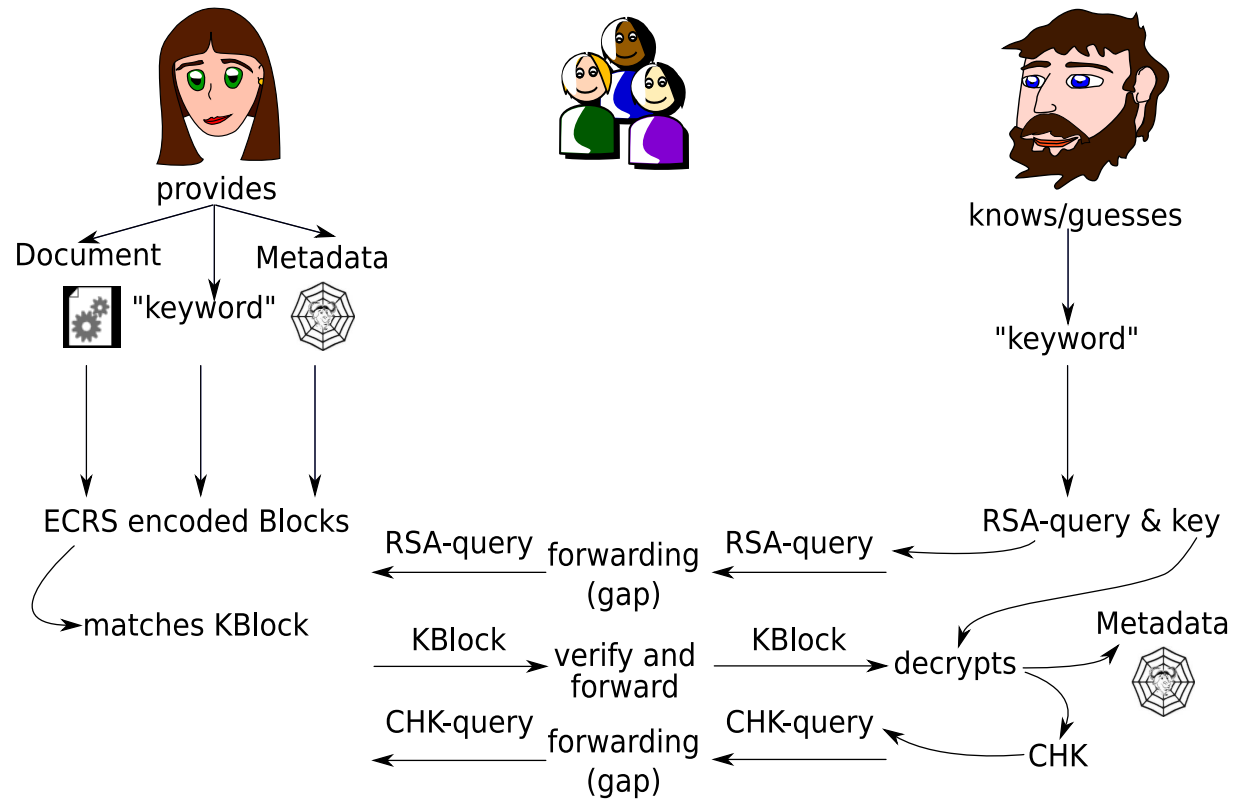 provides
knows/guesses
Document
Metadata
"keyword"
"keyword"
ECRS encoded Blocks
RSA-query & key
RSA-query
forwarding
(gap)
RSA-query
matches KBlock
KBlock
verify and
forward
KBlock
decrypts
Metadata
CHK-query
forwarding
(gap)
CHK-query
CHK